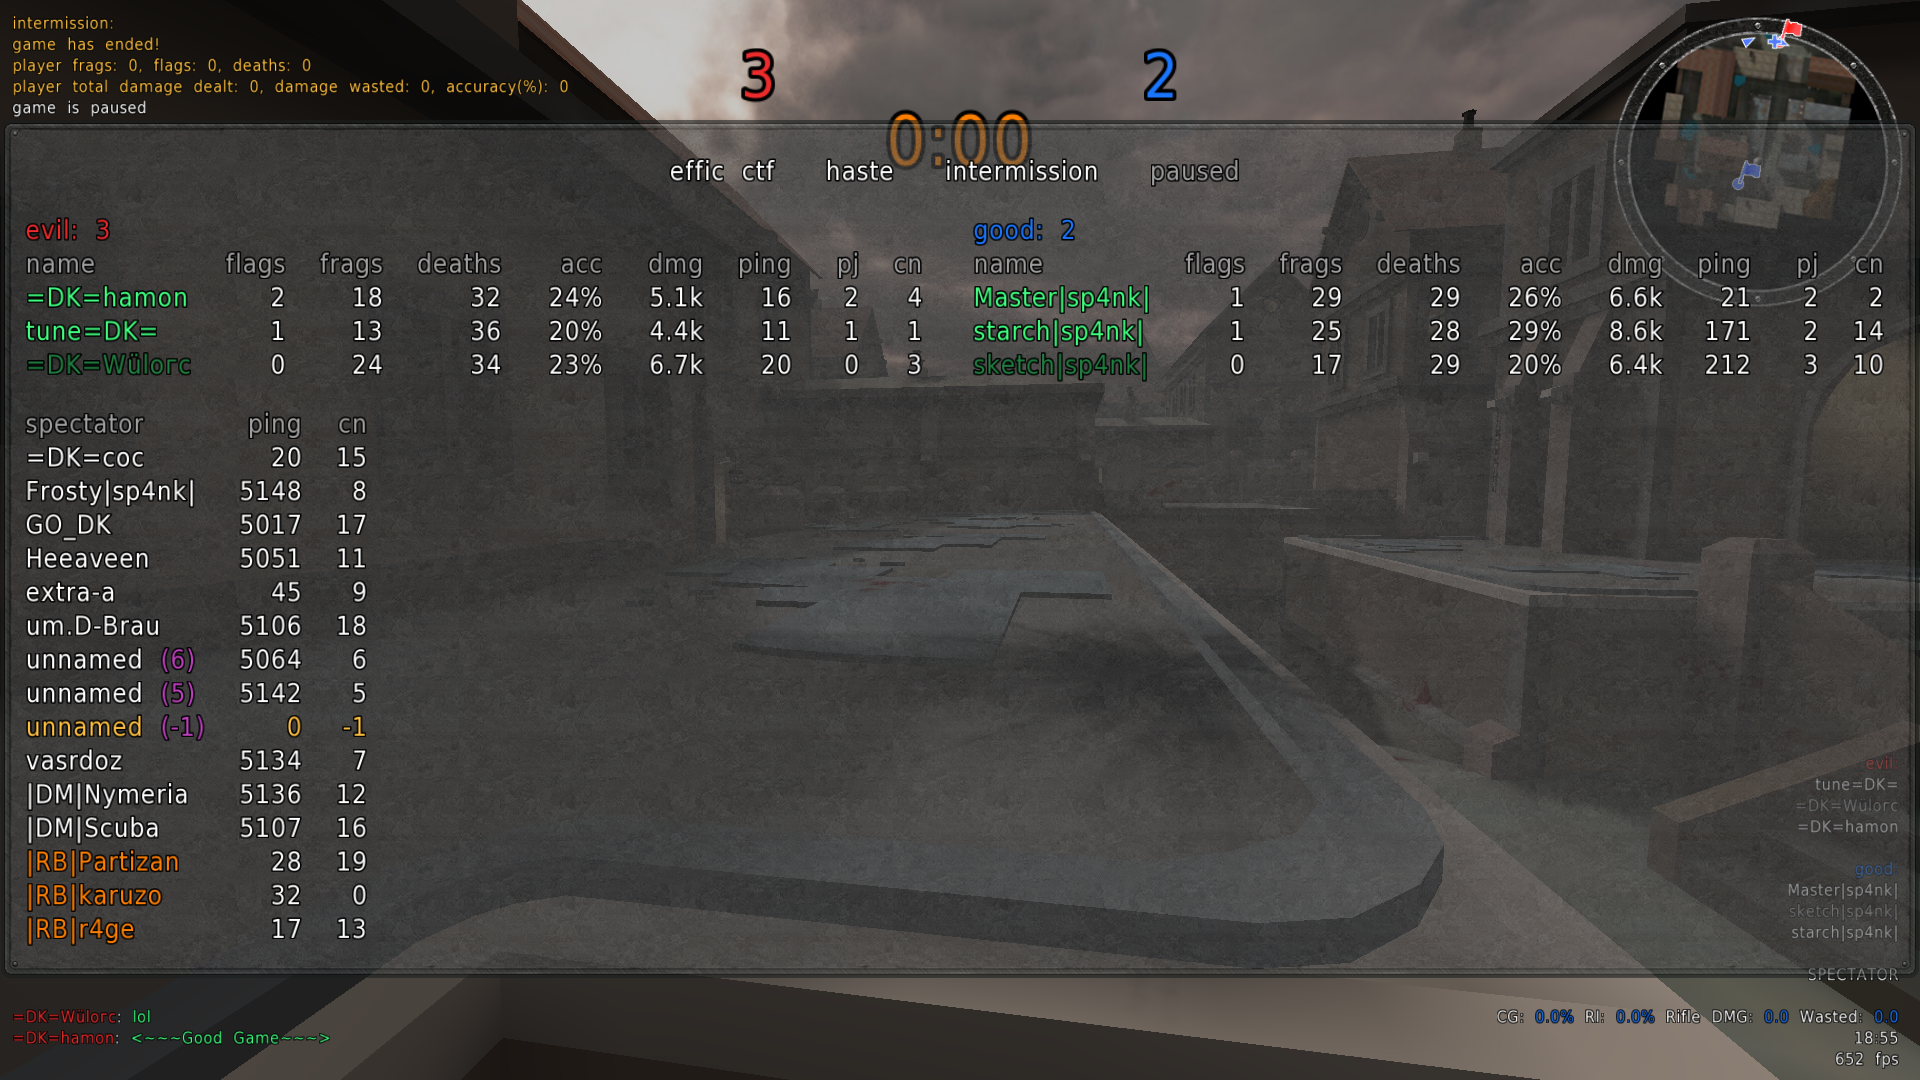 intermission:
game has ended!
player frags: 0, flags: 0, deaths: 0
player total damage dealt: 0, damage wasted: 0, accuracy(%): 0
game is paused
3 2
0:00
effic ctf haste intermission paused
evil: 3
name flags frags deaths acc dmg ping pj cn
=DK=hamon 2 18 32 24% 5.1k 16 2 4
tune=DK= 1 13 36 20% 4.4k 11 1 1
=DK=Wülorc 0 24 34 23% 6.7k 20 0 3
good: 2
name flags frags deaths acc dmg ping pj cn
Master|sp4nk| 1 29 29 26% 6.6k 21 2 2
starch|sp4nk| 1 25 28 29% 8.6k 171 2 14
sketch|sp4nk| 0 17 29 20% 6.4k 212 3 10
spectator ping cn
=DK=coc 20 15
Frosty|sp4nk| 5148 8
GO_DK 5017 17
Heeaveen 5051 11
extra-a 45 9
um.D-Brau 5106 18
unnamed (6) 5064 6
unnamed (5) 5142 5
unnamed (-1) 0 -1
vasrdoz 5134 7
|DM|Nymeria 5136 12
|DM|Scuba 5107 16
|RB|Partizan 28 19
|RB|karuzo 32 0
|RB|r4ge 17 13
evil:
tune=DK=
=DK=Wülorc
=DK=hamon
good:
Master|sp4nk|
sketch|sp4nk|
starch|sp4nk|
SPECTATOR
=DK=Wülorc: lol
=DK=hamon: <~~~Good Game~~~>
CG: 0.0% RI: 0.0% Rifle DMG: 0.0 Wasted: 0.0
18:55
652 fps